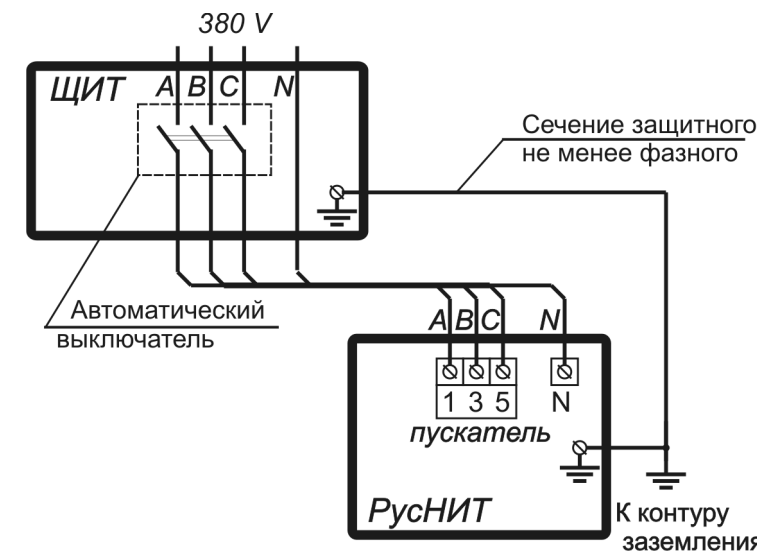 380 V
ЩИТ
A B C N
Сечение защитного
не менее фазного
Автоматический
выключатель
A B C N
1 3 5 N
пускатель
РусНИТ
К контуру
заземления